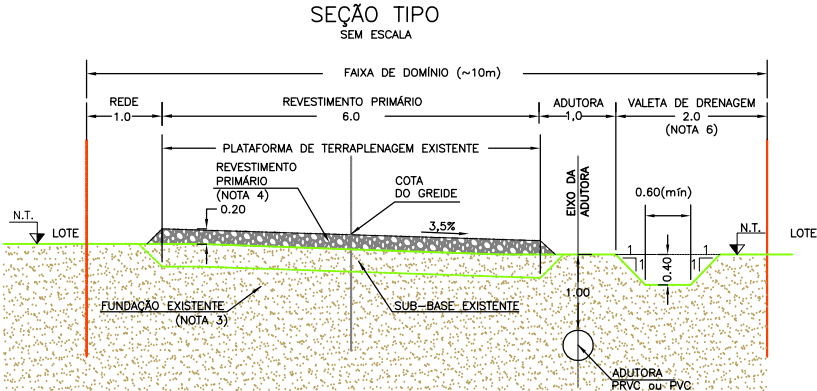 SEÇÃO TIPO
SEM ESCALA
FAIXA DE DOMÍNIO (~10m)
REDE
1.0
REVESTIMENTO PRIMÁRIO
6.0
ADUTORA
1,0
VALETA DE DRENAGEM
2.0
(NOTA 6)
PLATAFORMA DE TERRAPLENAGEM EXISTENTE
REVESTIMENTO
PRIMÁRIO
(NOTA 4)
0.20
COTA
DO GREIDE
3,5%
EIXO DA
ADUTORA
0.60(mín)
N.T.
LOTE
N.T.
LOTE
1
1
1
1
0.40
1.00
FUNDAÇÃO EXISTENTE
(NOTA 3)
SUB-BASE EXISTENTE
ADUTORA
PRVC ou PVC